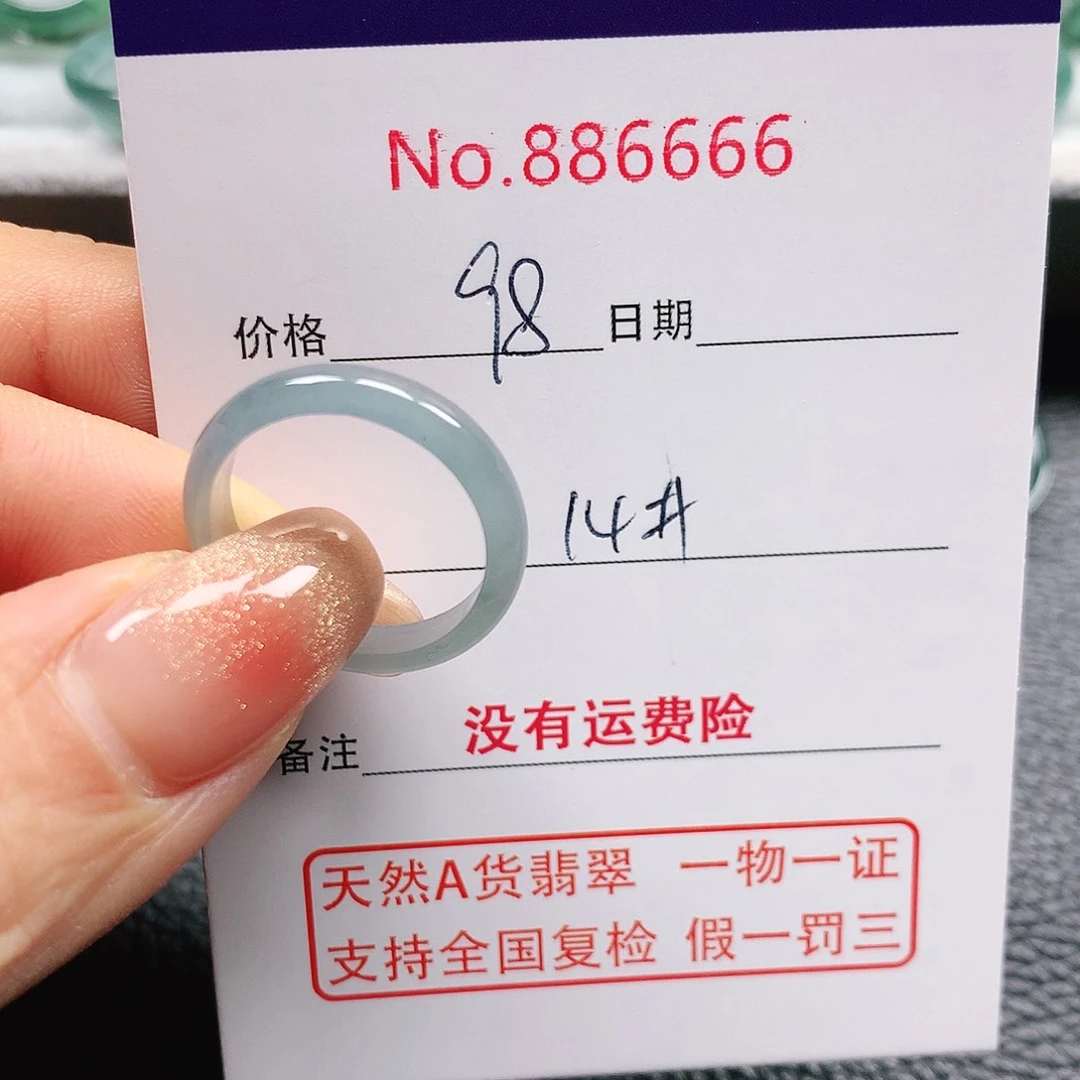 No.886666
价格 98 日期
14#
备注 没有运费险
天然A货翡翠 一物一证
支持全国复检 假一罚三